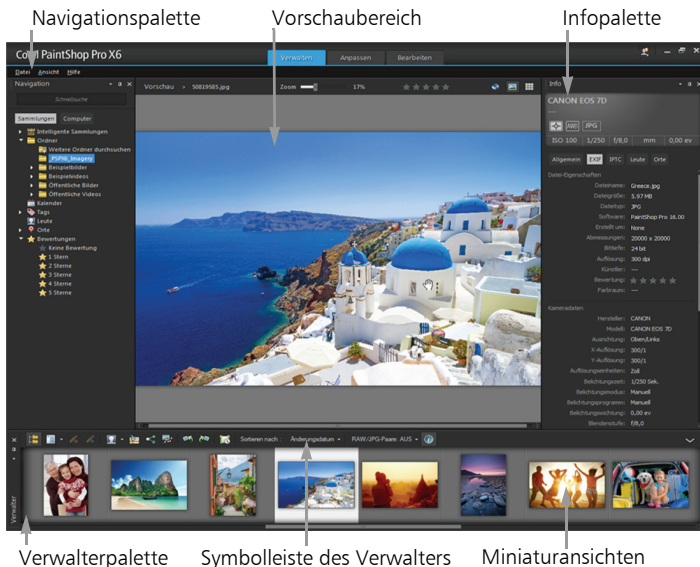 Navigationspalette Vorschaubereich Infopalette
Corel PaintShop Pro X6
Verwalten Anpassen Bearbeiten
Datei Ansicht Hilfe
Navigation
Schnellsuche
Sammlungen Computer
Intelligente Sammlungen
Ordner
Weitere Ordner durchsuchen
_PSPX6_Imagery
Beispielbilder
Beispielvideos
Öffentliche Bilder
Öffentliche Videos
Kalender
Tags
Leute
Orte
Bewertungen
Keine Bewertung
1 Stern
2 Sterne
3 Sterne
4 Sterne
5 Sterne
Vorschau > 50819585.jpg Zoom 17%
Info
CANON EOS 7D
---
AWB JPG
ISO 100 1/250 f/8,0 mm 0,00 ev
Allgemein EXIF IPTC Leute Orte
Datei-Eigenschaften
Dateiname: Greece.jpg
Dateigröße: 5.97 MB
Dateityp: JPG
Software: PaintShop Pro 16.00
Erstellt um: None
Abmessungen: 20000 x 20000
Bittiefe: 24 bit
Auflösung: 300 dpi
Künstler: ---
Bewertung:
Farbraum: ---
Kameradaten
Hersteller: CANON
Modell: CANON EOS 7D
Ausrichtung: Oben/Links
X-Auflösung: 300/1
Y-Auflösung: 300/1
Auflösungseinheiten: Zoll
Belichtungszeit: 1/250 Sek.
Belichtungsmodus: Manuell
Belichtungsprogramm: Manuell
Belichtungswichtung: 0,00 ev
Blendenstufe: f/8,0
Sortieren nach: Änderungsdatum RAW/JPG-Paare: AUS
Verwalter
Verwalterpalette Symbolleiste des Verwalters Miniaturansichten